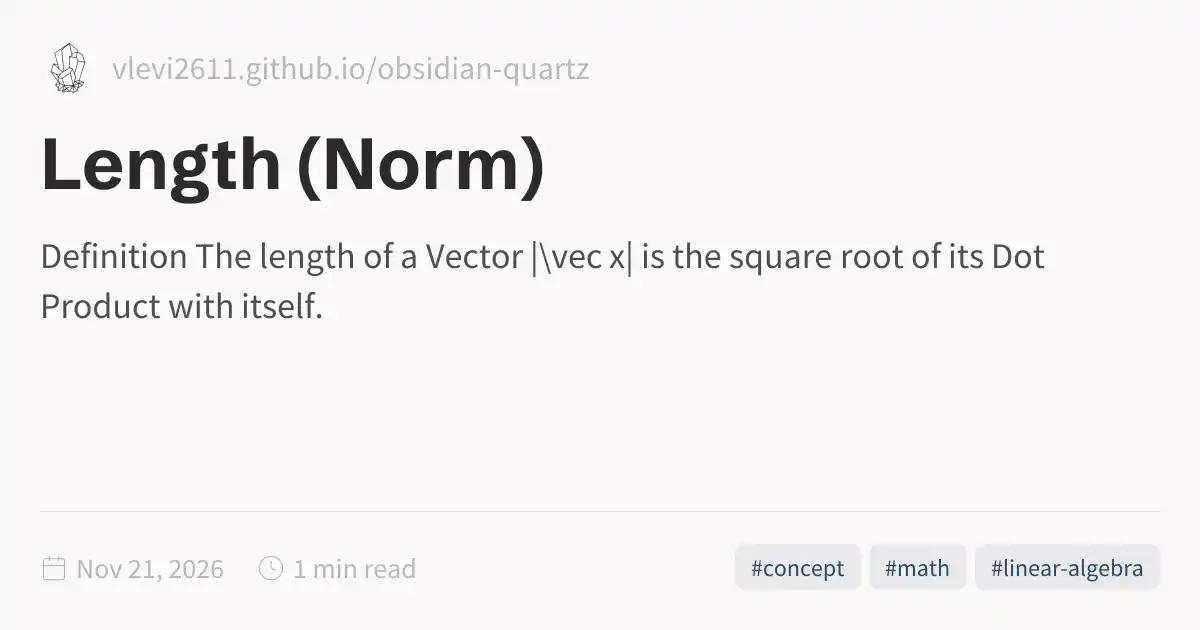 vlevi2611.github.io/obsidian-quartz
Length (Norm)
Definition The length of a Vector |\vec x| is the square root of its Dot
Product with itself.
Nov 21, 2026 1 min read #concept #math #linear-algebra